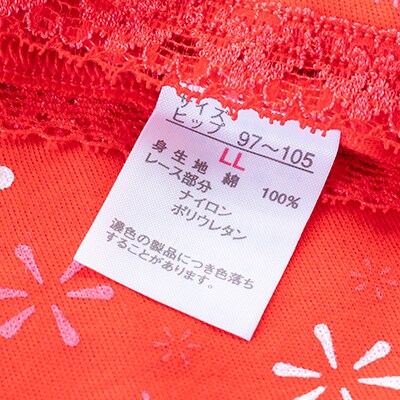 サイズ
ヒップ 97〜105
LL
身生地 綿 100%
レース部分
ナイロン
ポリウレタン
濃色の製品につき色落ち
することがあります。